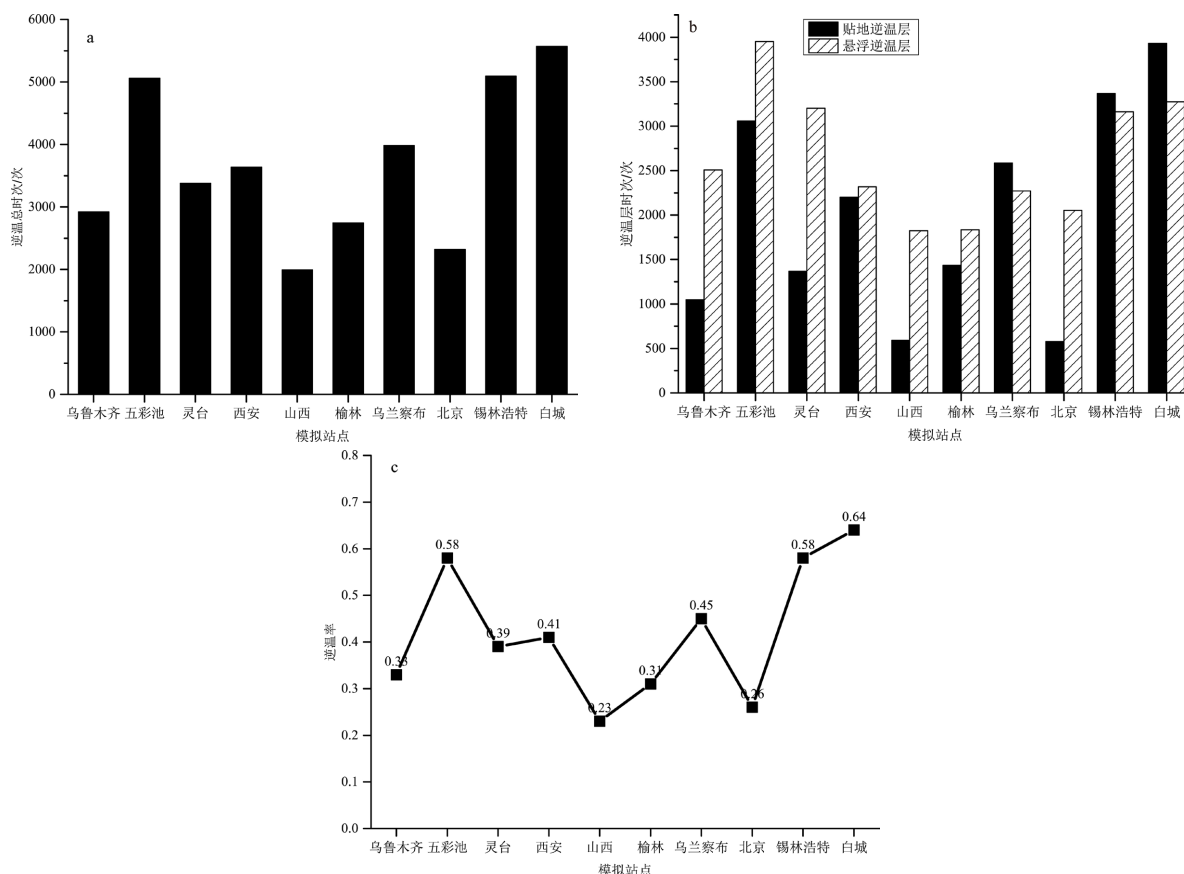 a
6000
5000
4000
3000
2000
1000
0
逆温总时次/次
乌鲁木齐 五彩池 灵台 西安 山西 榆林 乌兰察布 北京 锡林浩特 白城
模拟站点
b
贴地逆温层
悬浮逆温层
4000
3500
3000
2500
2000
1500
1000
500
0
逆温层时次/次
乌鲁木齐 五彩池 灵台 西安 山西 榆林 乌兰察布 北京 锡林浩特 白城
模拟站点
c
0.8
0.7
0.6
0.5
0.4
0.3
0.2
0.1
0.0
逆温率
0.33 0.58 0.39 0.41 0.23 0.31 0.45 0.26 0.58 0.64
乌鲁木齐 五彩池 灵台 西安 山西 榆林 乌兰察布 北京 锡林浩特 白城
模拟站点